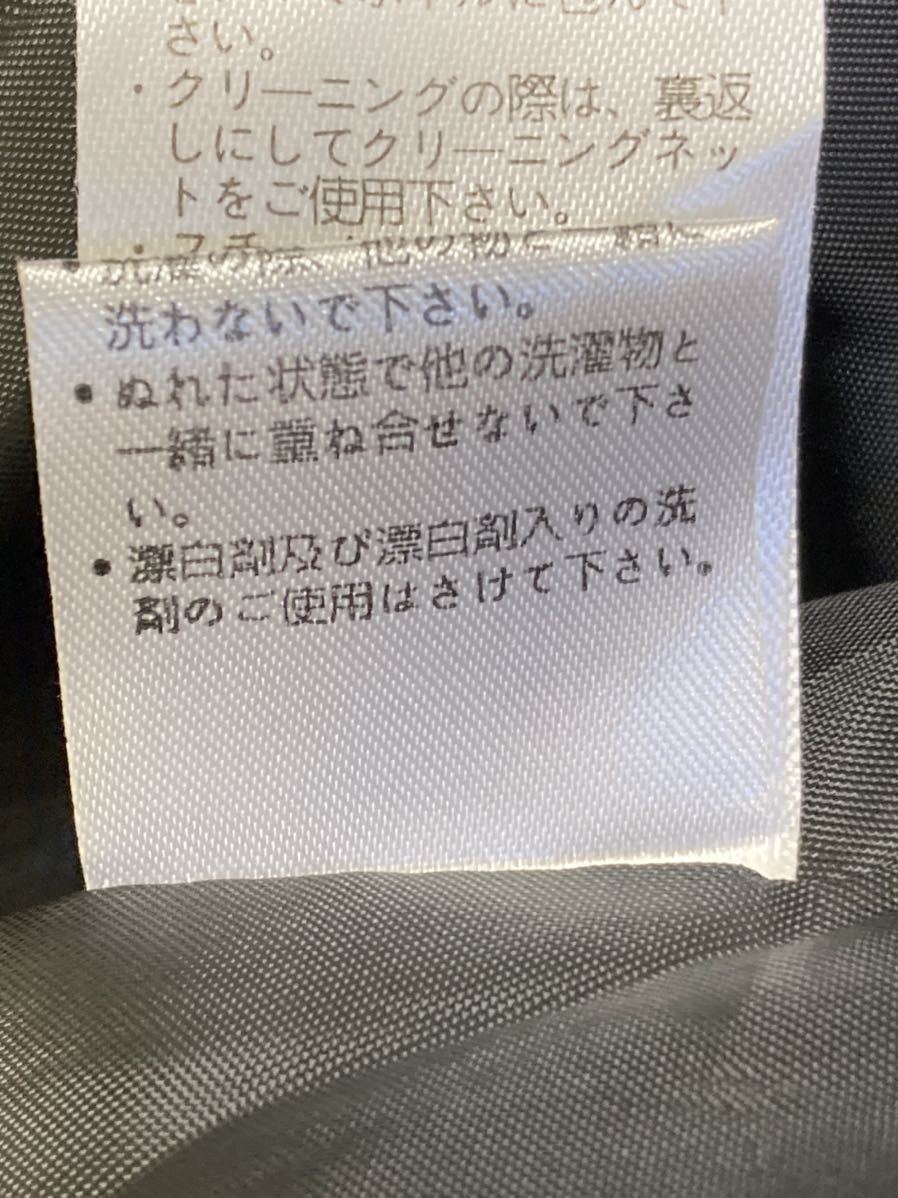 さい。
・クリーニングの際は、裏返
しにしてクリーニングネッ
トをご使用下さい。
洗わないで下さい。
•ぬれた状態で他の洗濯物と
一緒に重ね合せないで下さ
い。
•漂白剤及び漂白剤入りの洗
剤のご使用はさけて下さい。